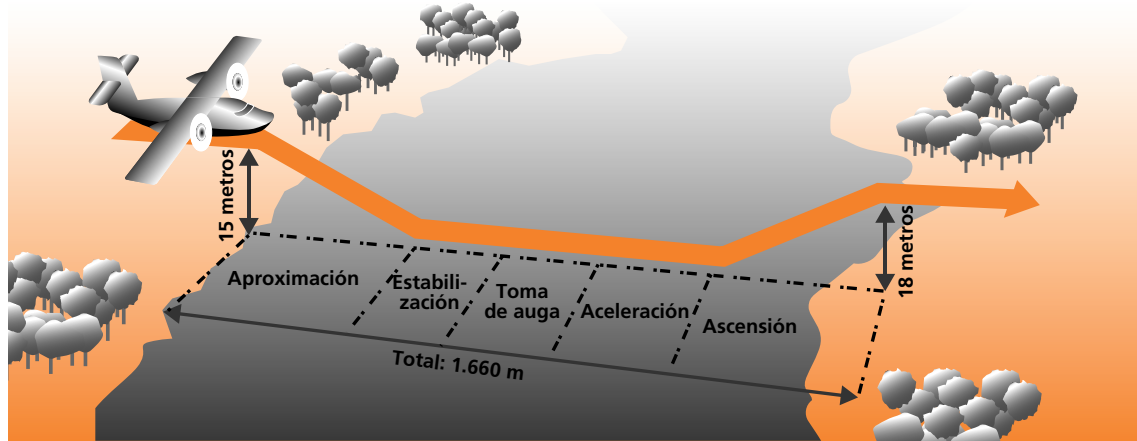 15 metros
18 metros
Aproximación
Estabili-
zación
Toma
de auga
Aceleración
Ascensión
Total: 1.660 m